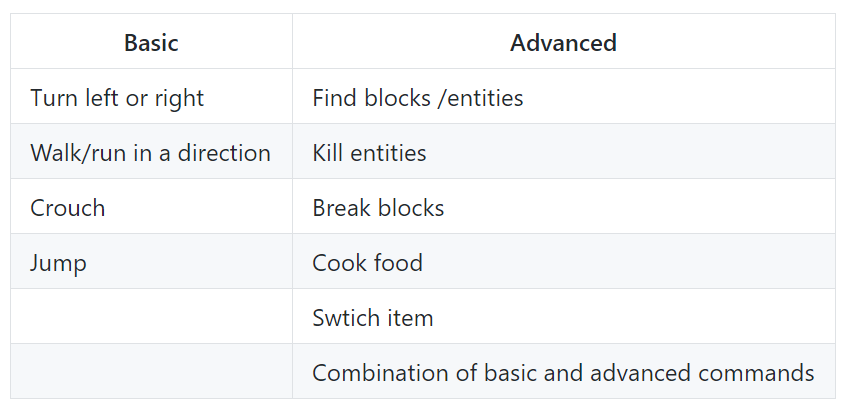 Basic Advanced
Turn left or right Find blocks /entities
Walk/run in a direction Kill entities
Crouch Break blocks
Jump Cook food
Swtich item
Combination of basic and advanced commands